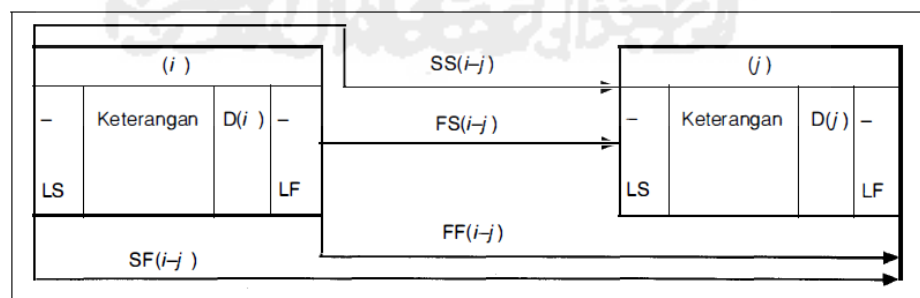 SS(i–j)
(i ) (j)
– Keterangan D(i ) – FS(i–j) – Keterangan D(j) –
LS LF LS LF
FF(i–j)
SF(i–j )